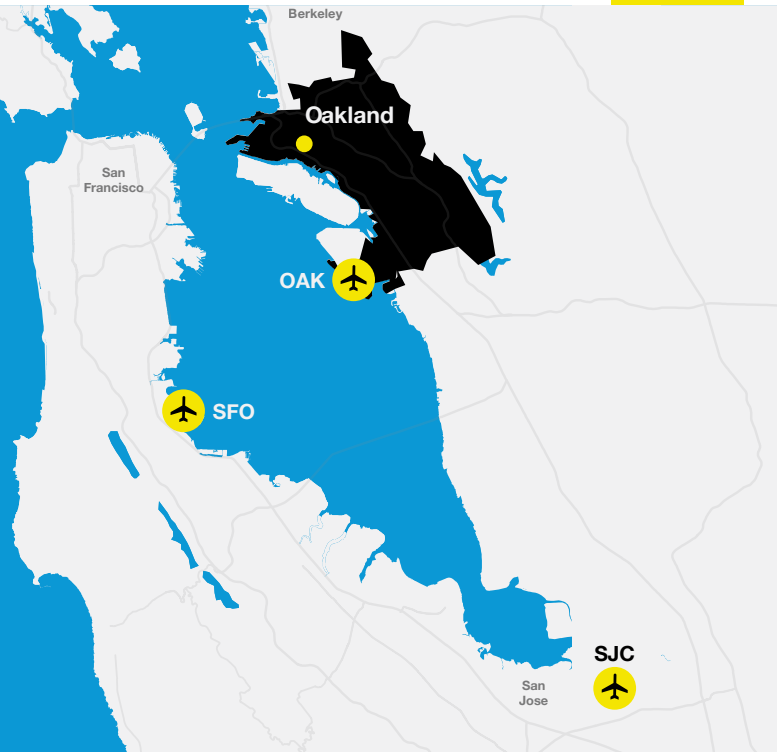 Berkeley
Oakland
San
Francisco
OAK
SFO
SJC
San
Jose